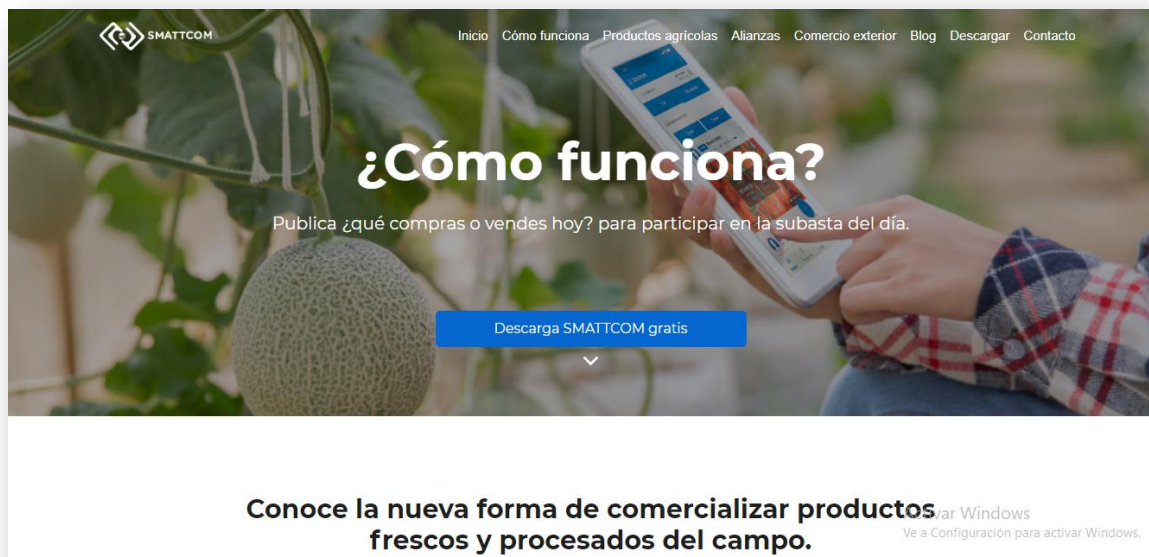 SMATTCOM
Inicio Cómo funciona Productos agrícolas Alianzas Comercio exterior Blog Descargar Contacto
¿Cómo funciona?
Publica ¿qué compras o vendes hoy? para participar en la subasta del día.
Descarga SMATTCOM gratis
Conoce la nueva forma de comercializar productos
frescos y procesados del campo.
Activar Windows
Ve a Configuración para activar Windows.